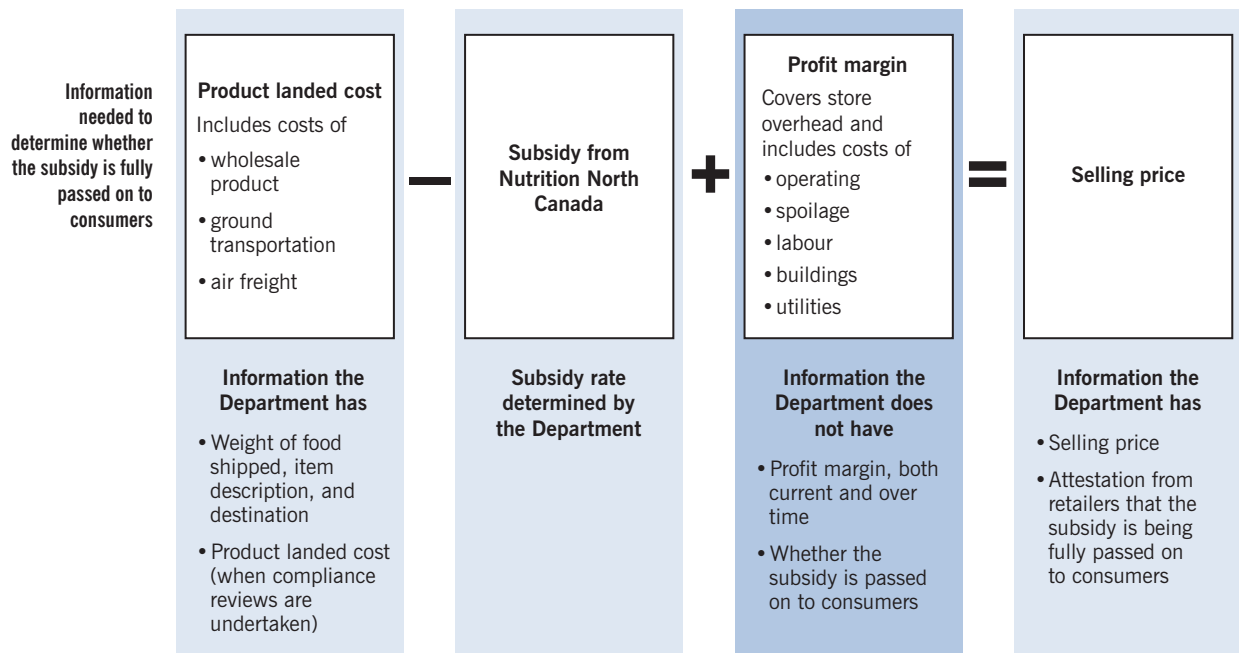 Information
needed to
determine whether
the subsidy is fully
passed on to
consumers
Product landed cost
Includes costs of
• wholesale
product
• ground
transportation
• air freight
—
Subsidy from
Nutrition North
Canada
+
Profit margin
Covers store
overhead and
includes costs of
• operating
• spoilage
• labour
• buildings
• utilities
=
Selling price
Information the
Department has
• Weight of food
shipped, item
description, and
destination
• Product landed cost
(when compliance
reviews are
undertaken)
Subsidy rate
determined by
the Department
Information the
Department does
not have
• Profit margin, both
current and over
time
• Whether the
subsidy is passed
on to consumers
Information the
Department has
• Selling price
• Attestation from
retailers that the
subsidy is being
fully passed on
to consumers